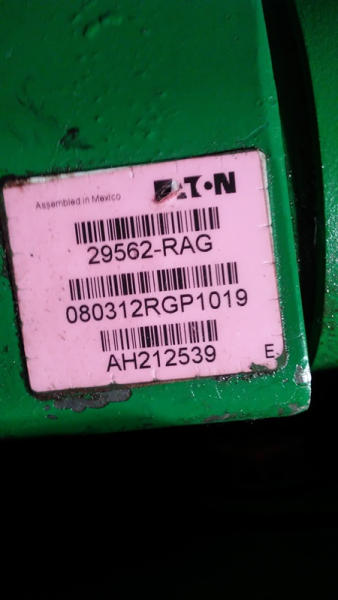 Assembled in Mexico
EATON
29562-RAG
080312RGP1019
AH212539
E